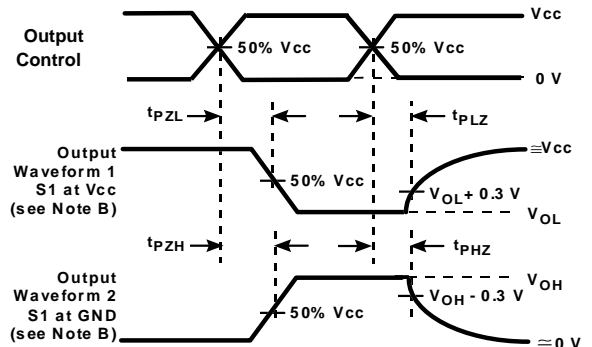 Vcc
Output
Control
50% Vcc
50% Vcc
0 V
tPZL
tPLZ
Output
Waveform 1
S1 at Vcc
(see Note B)
≅Vcc
50% Vcc
VOL+ 0.3 V
VOL
tPZH
tPHZ
Output
Waveform 2
S1 at GND
(see Note B)
VOH
VOH - 0.3 V
50% Vcc
≅0 V